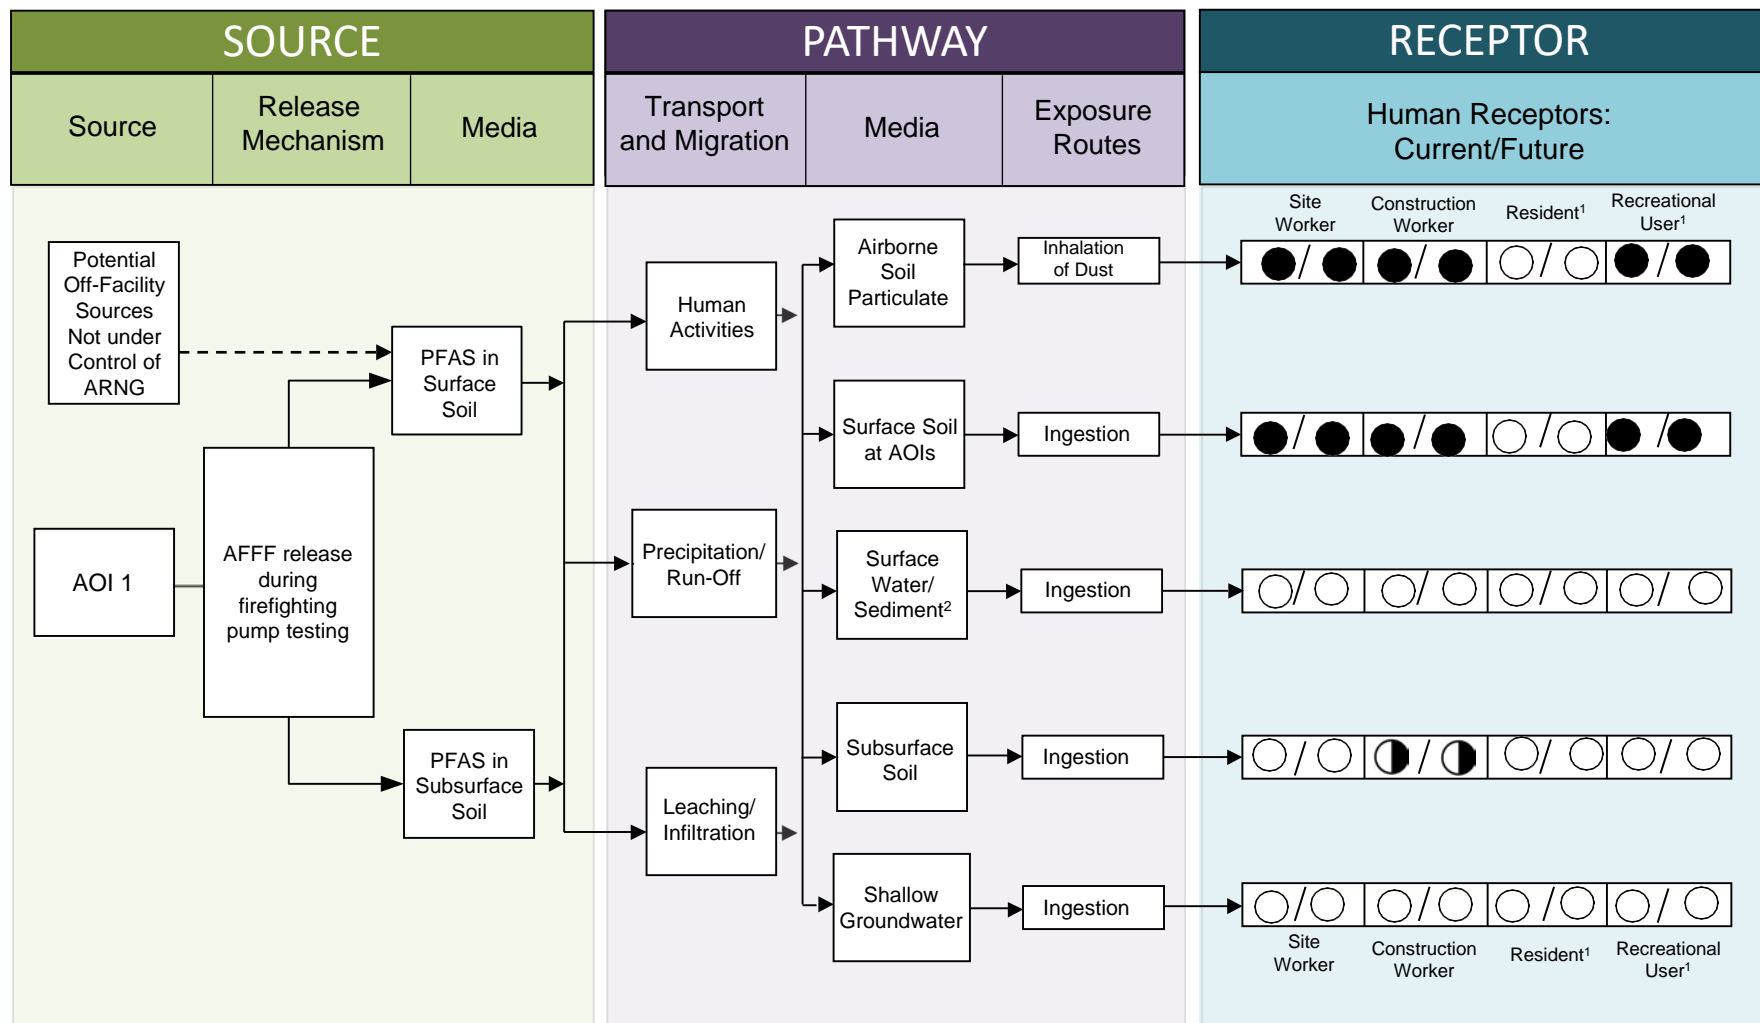 SOURCE
PATHWAY
RECEPTOR
Source
Release
Mechanism
Media
Transport
and Migration
Media
Exposure
Routes
Human Receptors:
Current/Future
Potential
Off-Facility
Sources
Not under
Control of
ARNG
AOI 1
AFFF release
during
firefighting
pump testing
PFAS in
Surface
Soil
PFAS in
Subsurface
Soil
Human
Activities
Precipitation/
Run-Off
Leaching/
Infiltration
Airborne
Soil
Particulate
Surface Soil
at AOIs
Surface
Water/
Sediment²
Subsurface
Soil
Shallow
Groundwater
Inhalation
of Dust
Ingestion
Ingestion
Ingestion
Ingestion
Site
Worker
Construction
Worker
Resident¹
Recreational
User¹
/ / / /
/ / / /
/ / / /
/ / / /
/ / / /
Site
Worker
Construction
Worker
Resident¹
Recreational
User¹